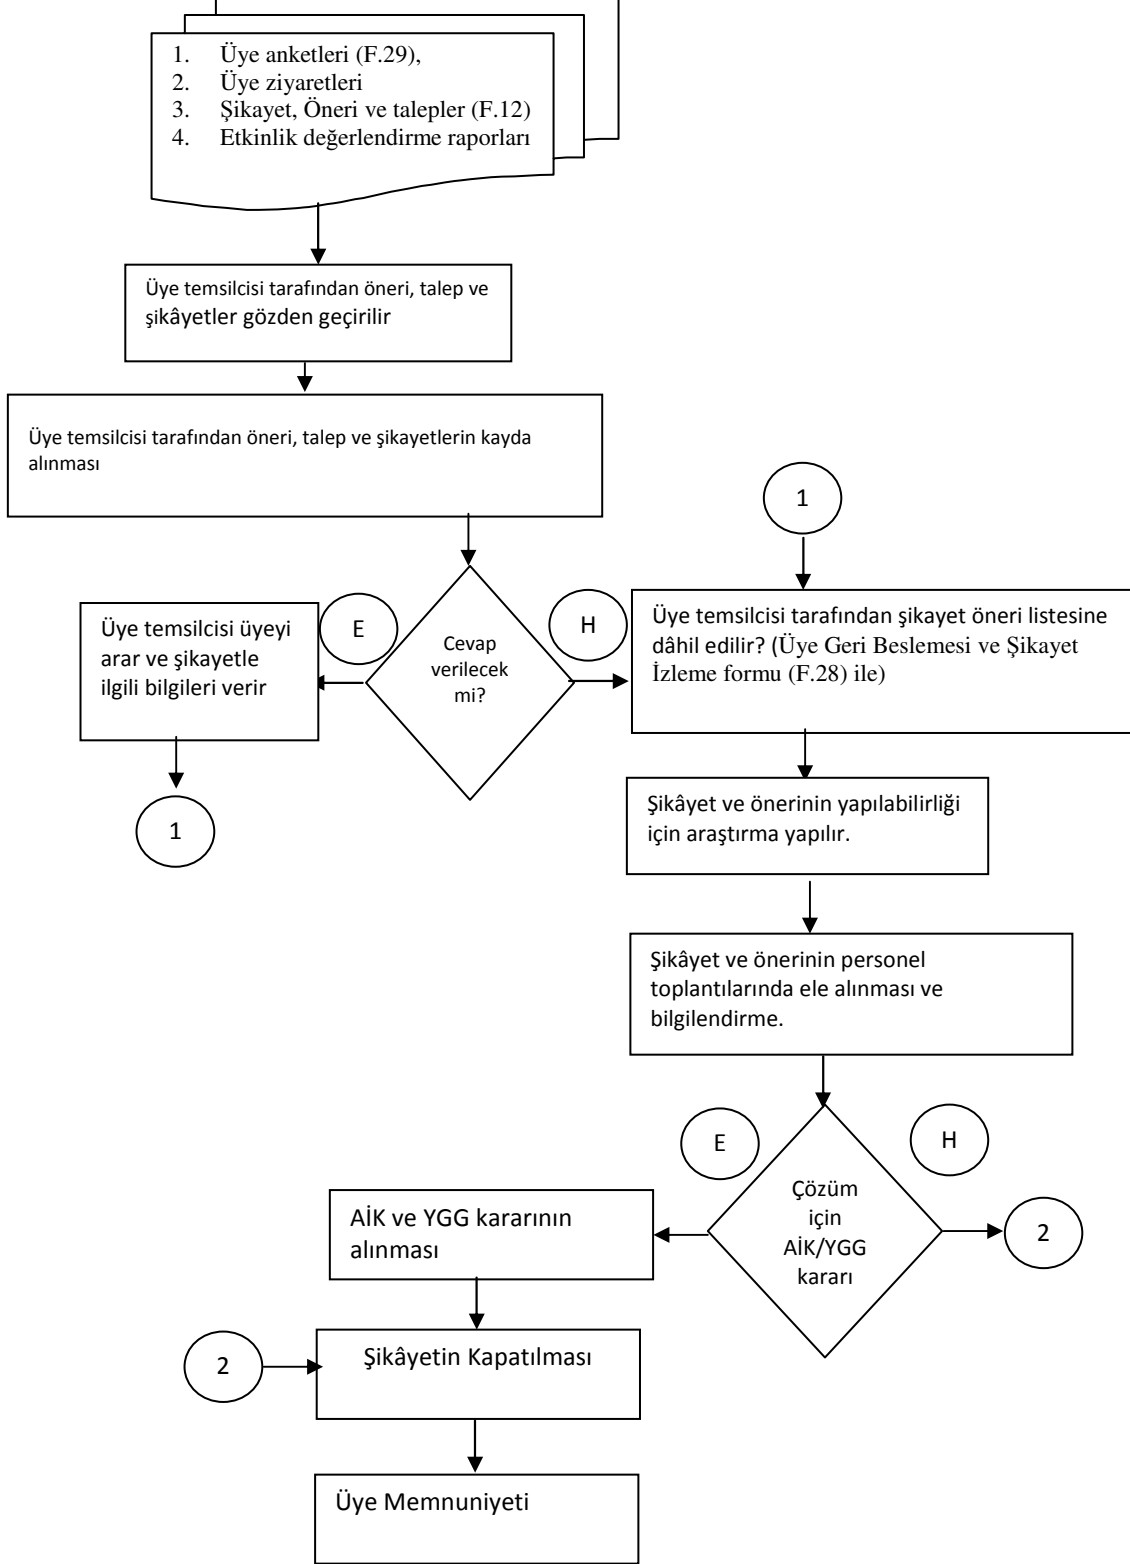 1. Üye anketleri (F.29),
2. Üye ziyaretleri
3. Şikayet, Öneri ve talepler (F.12)
4. Etkinlik değerlendirme raporları
Üye temsilcisi tarafından öneri, talep ve
şikâyetler gözden geçirilir
Üye temsilcisi tarafından öneri, talep ve şikayetlerin kayda
alınması
1
Üye temsilcisi üyeyi
arar ve şikayetle
ilgili bilgileri verir
E
Cevap
verilecek
mi?
H
Üye temsilcisi tarafından şikayet öneri listesine
dâhil edilir? (Üye Geri Beslemesi ve Şikayet
İzleme formu (F.28) ile)
1
Şikâyet ve önerinin yapılabilirliği
için araştırma yapılır.
Şikâyet ve önerinin personel
toplantılarında ele alınması ve
bilgilendirme.
E
H
Çözüm
için
AİK/YGG
kararı
2
AİK ve YGG kararının
alınması
2
Şikâyetin Kapatılması
Üye Memnuniyeti